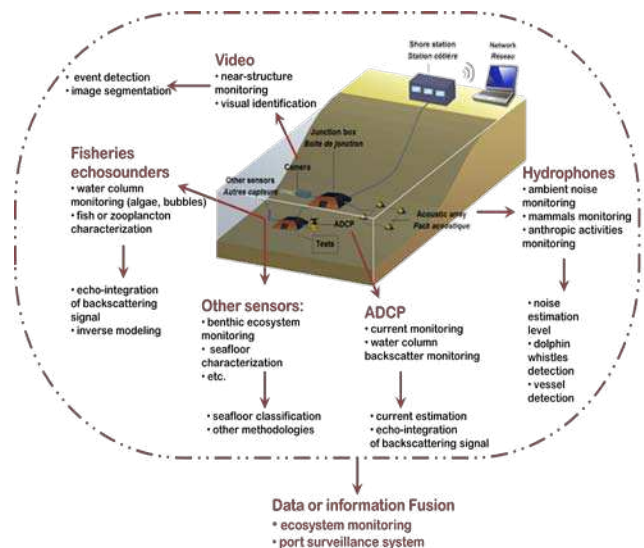 Shore station
Station côtière
Network
Réseau
Video
• near-structure
monitoring
• visual identification
• event detection
• image segmentation
Junction box
Boite de jonction
Camera
Other sensors
Autres capteurs
ADCP
Tests
Acoustic array
Pack acoustique
Fisheries
echosounders
• water column
monitoring (algae, bubbles)
• fish or zooplancton
characterization
• echo-integration
of backscattering
signal
• inverse modeling
Hydrophones
• ambient noise
monitoring
• mammals monitoring
• anthropic activities
monitoring
• noise
estimation
level
• dolphin
whistles
detection
• vessel
detection
Other sensors:
• benthic ecosystem
monitoring
• seafloor
characterization
• etc.
• seafloor classification
• other methodologies
ADCP
• current monitoring
• water column
backscatter monitoring
• current estimation
• echo-integration
of backscattering signal
Data or information Fusion
• ecosystem monitoring
• port surveillance system